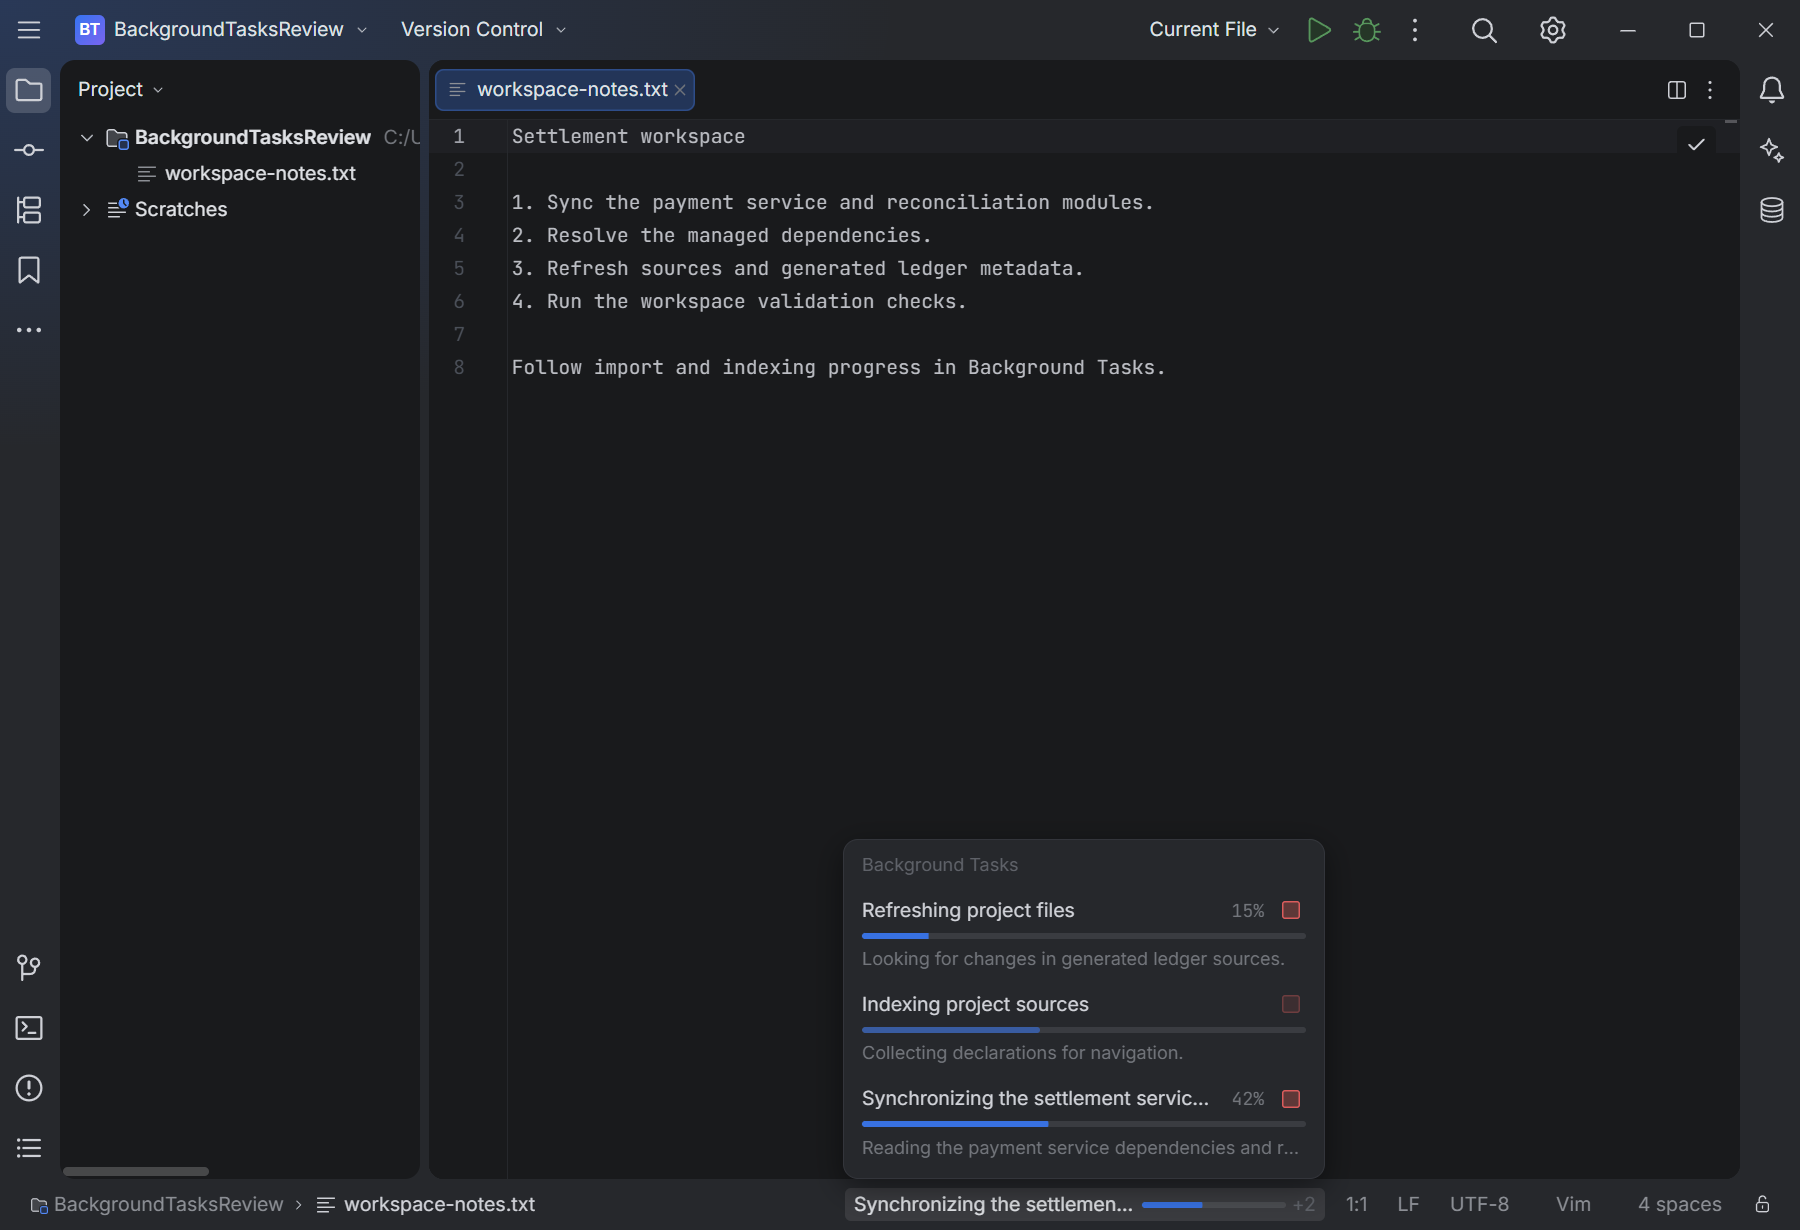 BT BackgroundTasksReview Version Control Current File
Project
workspace-notes.txt
BackgroundTasksReview C:/U
workspace-notes.txt
Scratches
1 Settlement workspace
2
3 1. Sync the payment service and reconciliation modules.
4 2. Resolve the managed dependencies.
5 3. Refresh sources and generated ledger metadata.
6 4. Run the workspace validation checks.
7
8 Follow import and indexing progress in Background Tasks.
Background Tasks
Refreshing project files 15%
Looking for changes in generated ledger sources.
Indexing project sources
Collecting declarations for navigation.
Synchronizing the settlement servic... 42%
Reading the payment service dependencies and r...
BackgroundTasksReview workspace-notes.txt Synchronizing the settlemen... +2 1:1 LF UTF-8 Vim 4 spaces